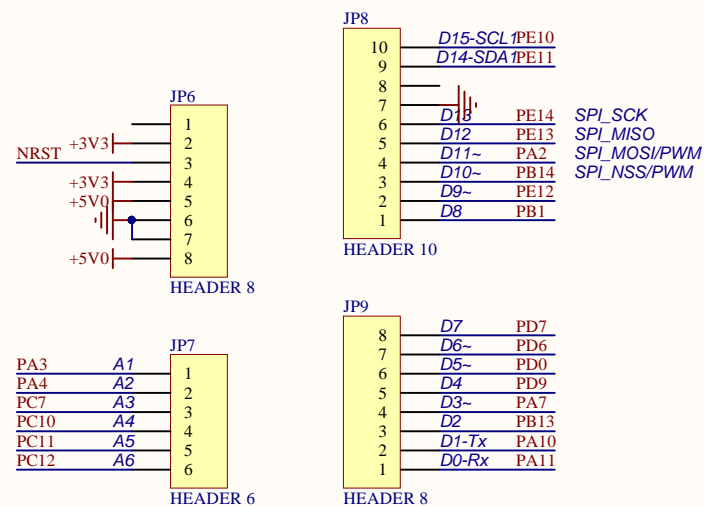 JP6
1
+3V3 2
NRST 3
+3V3 4
+5V0 5
6
7
+5V0 8
HEADER 8
JP8
10 D15-SCL1 PE10
9 D14-SDA1 PE11
8
7
6 D13 PE14 SPI_SCK
5 D12 PE13 SPI_MISO
4 D11~ PA2 SPI_MOSI/PWM
3 D10~ PB14 SPI_NSS/PWM
2 D9~ PE12
1 D8 PB1
HEADER 10
JP7
PA3 A1 1
PA4 A2 2
PC7 A3 3
PC10 A4 4
PC11 A5 5
PC12 A6 6
HEADER 6
JP9
8 D7 PD7
7 D6~ PD6
6 D5~ PD0
5 D4 PD9
4 D3~ PA7
3 D2 PB13
2 D1-Tx PA10
1 D0-Rx PA11
HEADER 8